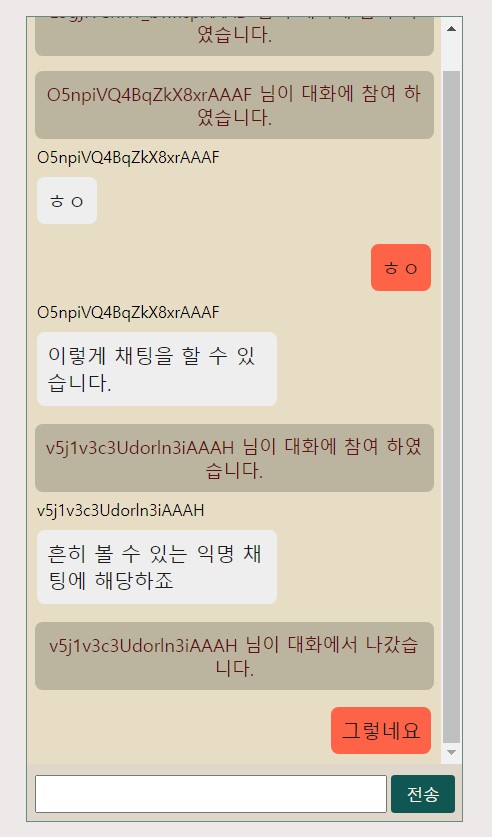 였습니다.
O5npiVQ4BqZkX8xrAAAF 님이 대화에 참여 하
였습니다.
O5npiVQ4BqZkX8xrAAAF
ㅎㅇ
ㅎㅇ
O5npiVQ4BqZkX8xrAAAF
이렇게 채팅을 할 수 있
습니다.
v5j1v3c3Udorln3iAAAH 님이 대화에 참여 하였
습니다.
v5j1v3c3Udorln3iAAAH
흔히 볼 수 있는 익명 채
팅에 해당하죠
v5j1v3c3Udorln3iAAAH 님이 대화에서 나갔습
니다.
그렇네요
전송